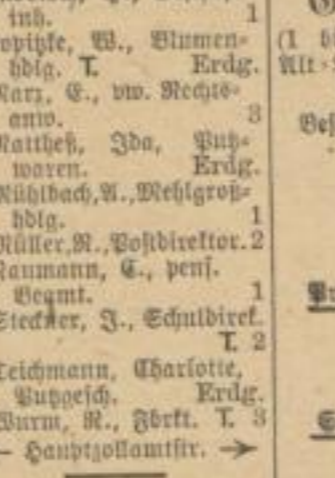 inh. 1
opitzke, W., Blumen-
hdlg. T. Erdg.
Marx, E., vw. Rechts-
anw. 3
Matthes, Ida, Putz-
waren. Erdg.
Mühlbach, A., Mehlgroß-
hdlg. 1
Müller, R., Postdirektor. 2
Naumann, C., pens.
Beamt. 1
Steckner, J., Schuldirek.
T. 2
Teichmann, Charlotte,
Putzgesch. Erdg.
Wurm, R., Fbrkt. T. 3
— Hauptzollamtstr. →
(1
Alt-
Bes